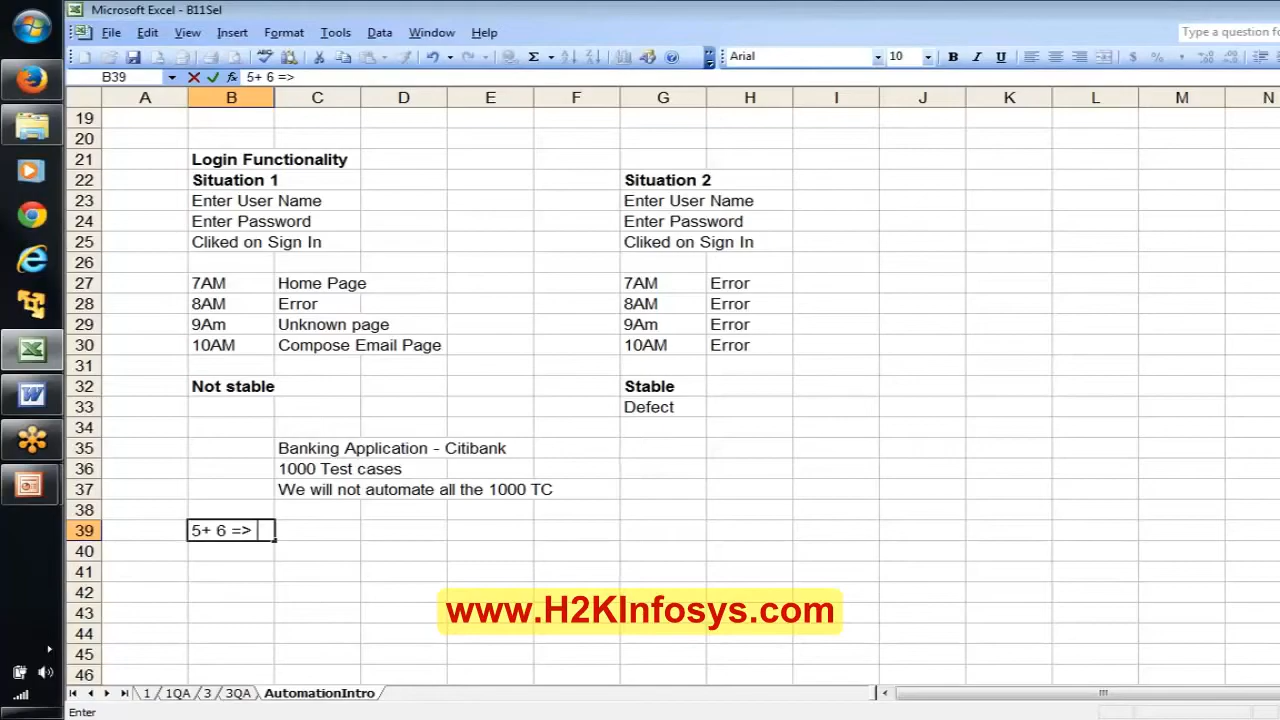 Microsoft Excel - B11Sel
File Edit View Insert Format Tools Data Window Help
Type a question fo
Arial 10 B I U $ %
B39 fx 5+ 6 =>
A B C D E F G H I J K L M N
19
20
21 Login Functionality
22 Situation 1 Situation 2
23 Enter User Name Enter User Name
24 Enter Password Enter Password
25 Cliked on Sign In Cliked on Sign In
26
27 7AM Home Page 7AM Error
28 8AM Error 8AM Error
29 9Am Unknown page 9Am Error
30 10AM Compose Email Page 10AM Error
31
32 Not stable Stable
33 Defect
34
35 Banking Application - Citibank
36 1000 Test cases
37 We will not automate all the 1000 TC
38
39 5+ 6 =>
40
41
42
43
www.H2KInfosys.com
44
45
46
1 1QA 3 3QA AutomationIntro
Enter